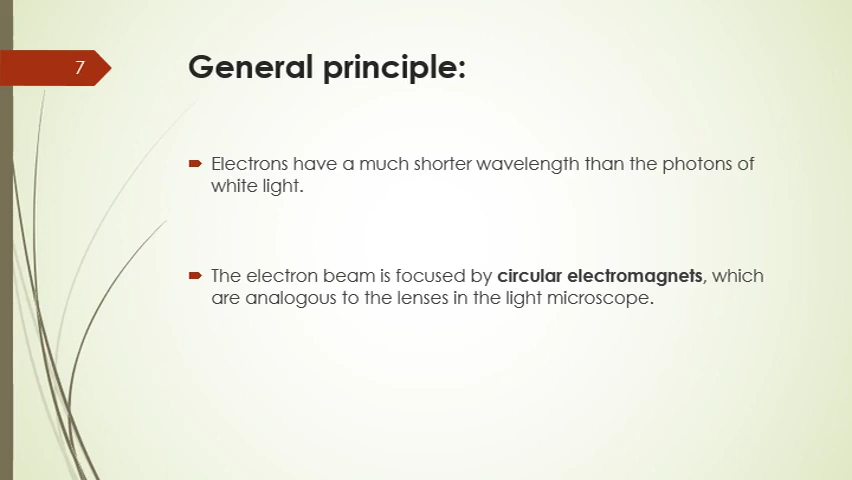 7
General principle:
Electrons have a much shorter wavelength than the photons of
white light.
The electron beam is focused by circular electromagnets, which
are analogous to the lenses in the light microscope.